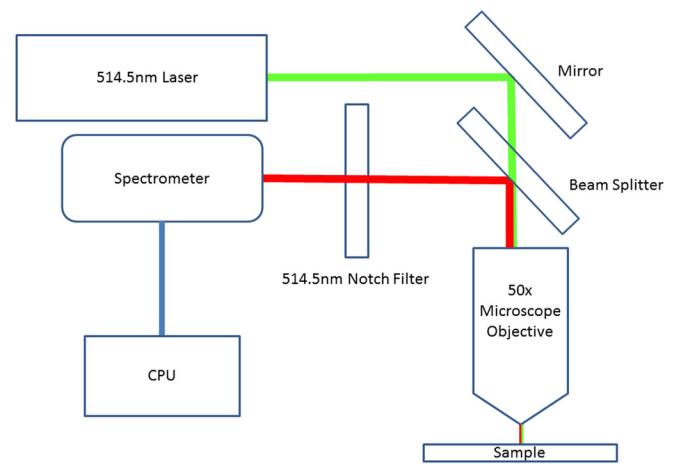 514.5nm Laser
Mirror
Spectrometer
Beam Splitter
514.5nm Notch Filter
50x
Microscope
Objective
CPU
Sample